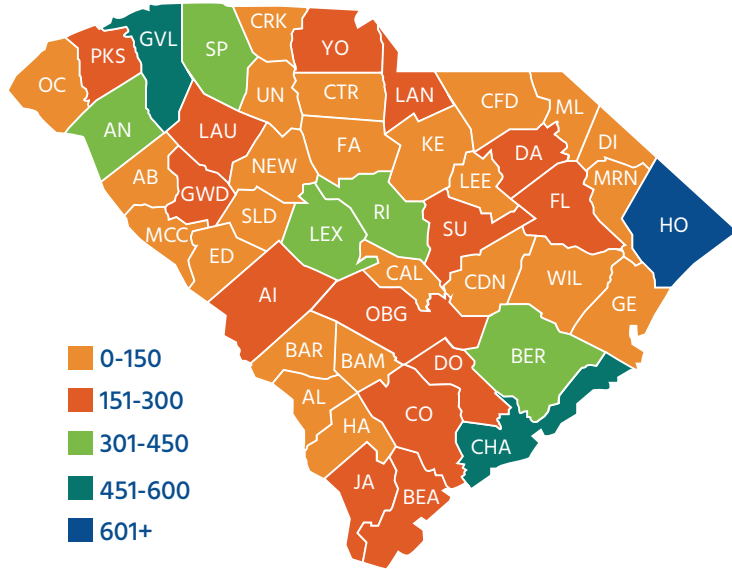 CRK
GVL
SP
YO
PKS
OC
UN
CTR
LAN
CFD
ML
AN
LAU
FA
KE
DI
DA
NEW
AB
GWD
LEE
MRN
FL
SLD
RI
MCC
LEX
SU
HO
ED
CAL
CDN
WIL
AI
OBG
GE
BAR
BAM
DO
BER
0-150
AL
151-300
HA
CO
301-450
CHA
JA
451-600
BEA
601+